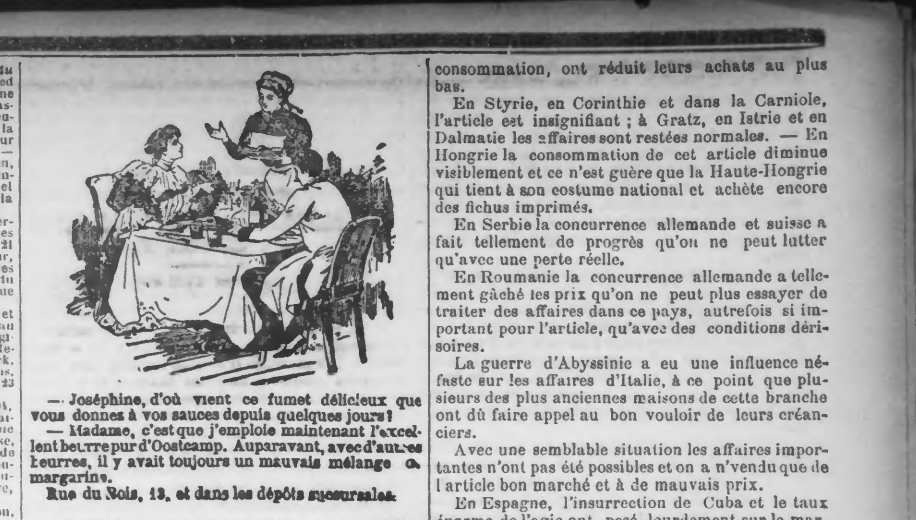 — Joséphine, d'où vient ce fumet délicieux que
vous donnez à vos sauces depuis quelques jours?
— Madame, c'est que j'emploie maintenant l'excel-
lent beurre pur d'Oostcamp. Auparavant, avec d'autres
beurres, il y avait toujours un mauvais mélange de
margarine.
Rue du Bois, 13, et dans les dépôts succursales
consommation, ont réduit leurs achats au plus
bas.
En Styrie, en Corinthie et dans la Carniole,
l'article est insignifiant ; à Gratz, en Istrie et en
Dalmatie les affaires sont restées normales. — En
Hongrie la consommation de cet article diminue
visiblement et ce n'est guère que la Haute-Hongrie
qui tient à son costume national et achète encore
des fichus imprimés.
En Serbie la concurrence allemande et suisse a
fait tellement de progrès qu'on ne peut lutter
qu'avec une perte réelle.
En Roumanie la concurrence allemande a telle-
ment gâché les prix qu'on ne peut plus essayer de
traiter des affaires dans ce pays, autrefois si im-
portant pour l'article, qu'avec des conditions déri-
soires.
La guerre d'Abyssinie a eu une influence né-
faste sur les affaires d'Italie, à ce point que plu-
sieurs des plus anciennes maisons de cette branche
ont dû faire appel au bon vouloir de leurs créan-
ciers.
Avec une semblable situation les affaires impor-
tantes n'ont pas été possibles et on a n'vendu que de
l article bon marché et à de mauvais prix.
En Espagne, l'insurrection de Cuba et le taux